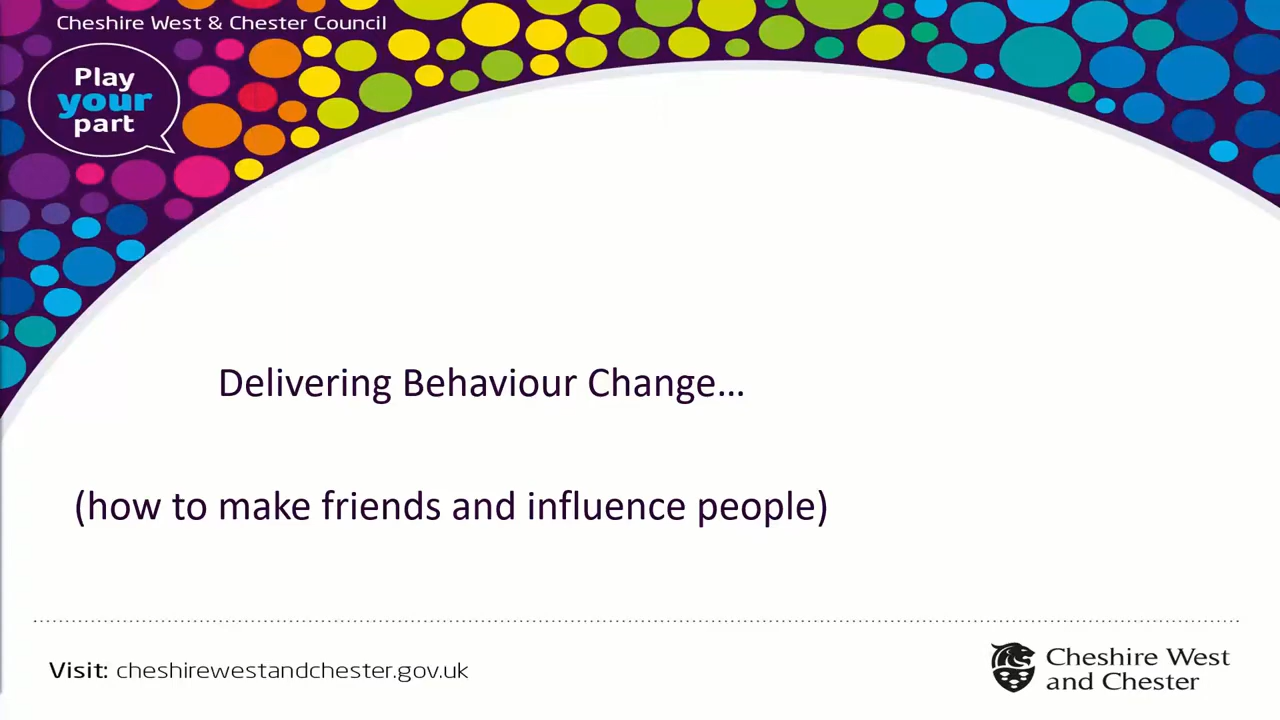 Cheshire West & Chester Council
Play
your
part
Delivering Behaviour Change…
(how to make friends and influence people)
Visit: cheshirewestandchester.gov.uk
Cheshire West
and Chester